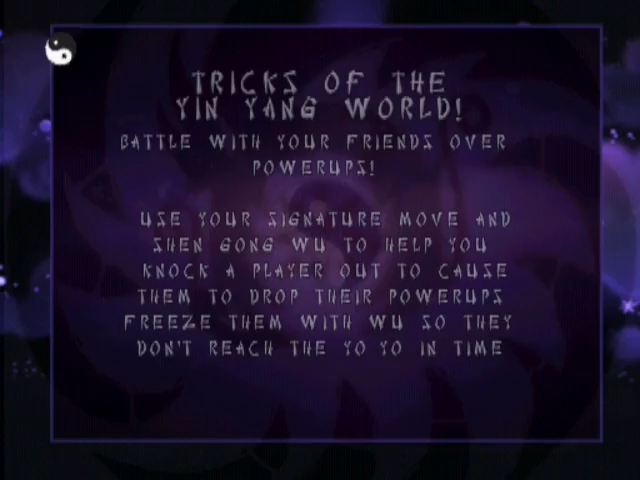 TRICKS OF THE
YIN YANG WORLD!
BATTLE WITH YOUR FRIENDS OVER
POWERUPS!
USE YOUR SIGNATURE MOVE AND
SHEN GONG WU TO HELP YOU
KNOCK A PLAYER OUT TO CAUSE
THEM TO DROP THEIR POWERUPS
FREEZE THEM WITH WU SO THEY
DON'T REACH THE YO YO IN TIME